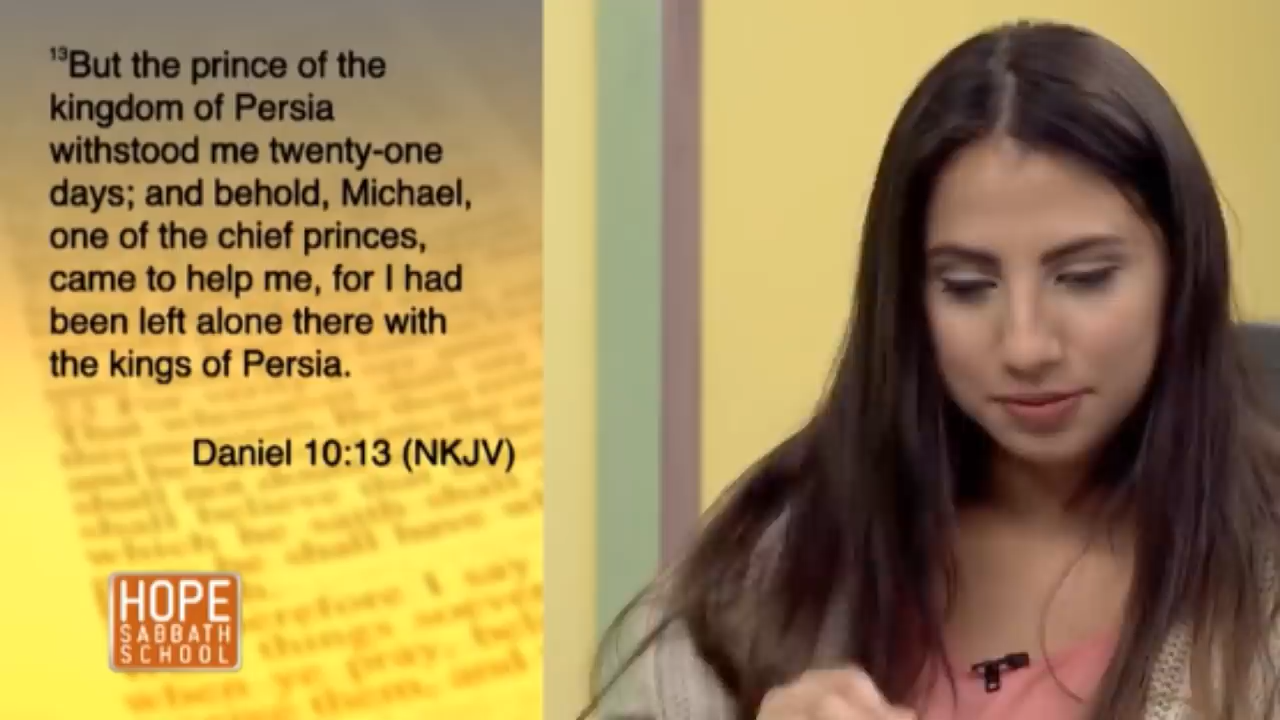 ¹³But the prince of the
kingdom of Persia
withstood me twenty-one
days; and behold, Michael,
one of the chief princes,
came to help me, for I had
been left alone there with
the kings of Persia.
Daniel 10:13 (NKJV)
HOPE
SABBATH
SCHOOL